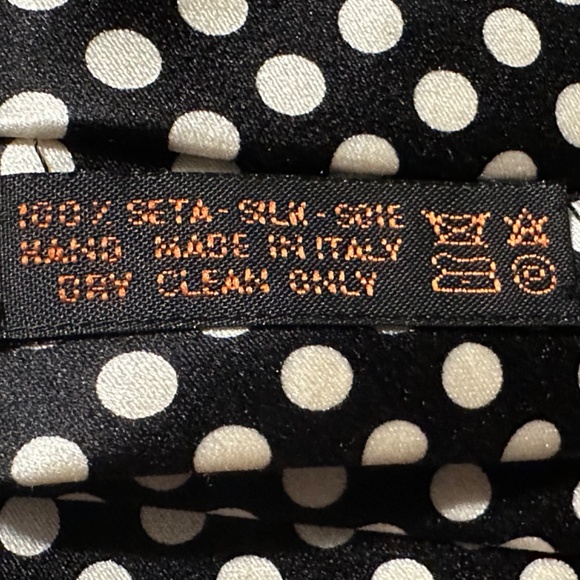 100% SETA-SILK-SOIE
HAND MADE IN ITALY
DRY CLEAN ONLY
P